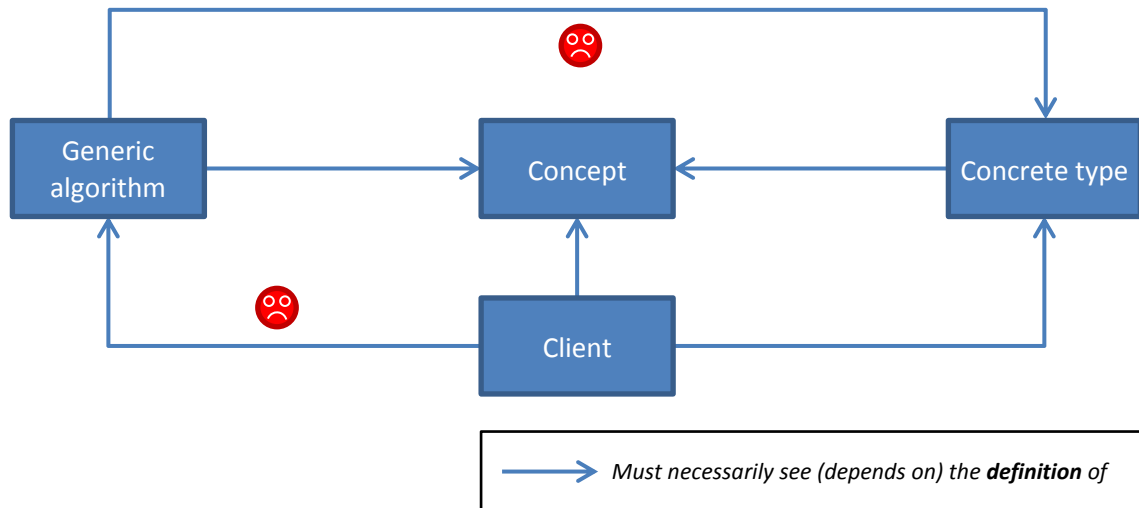 Generic
algorithm
Concept
Concrete type
Client
Must necessarily see (depends on) the definition of